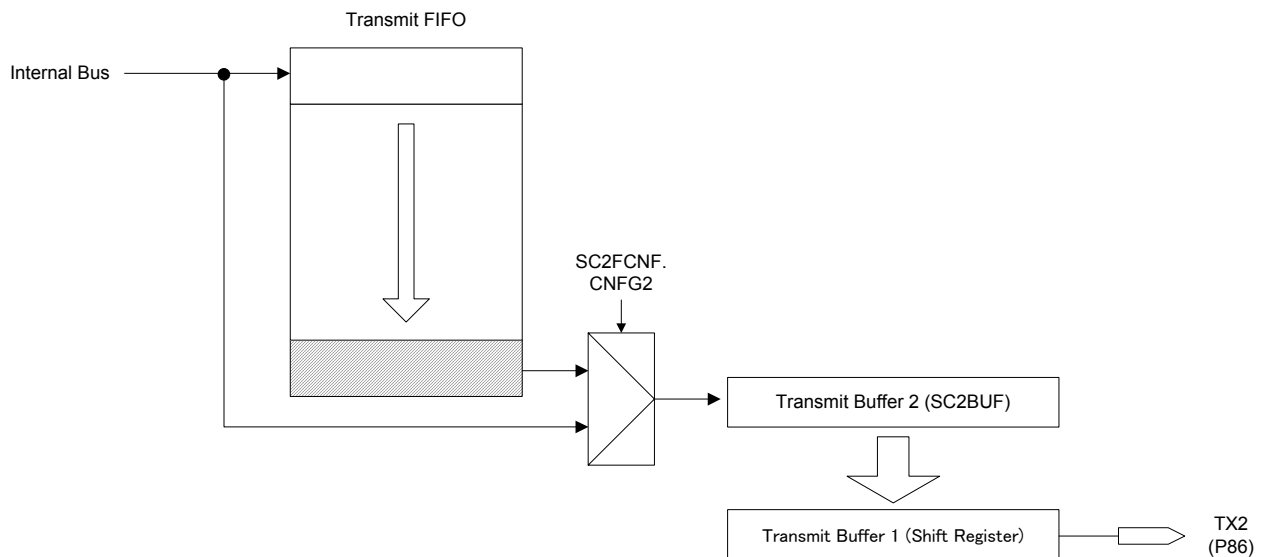 Transmit FIFO
Internal Bus
SC2FCNF.
CNFG2
Transmit Buffer 2 (SC2BUF)
Transmit Buffer 1 (Shift Register)
TX2
(P86)